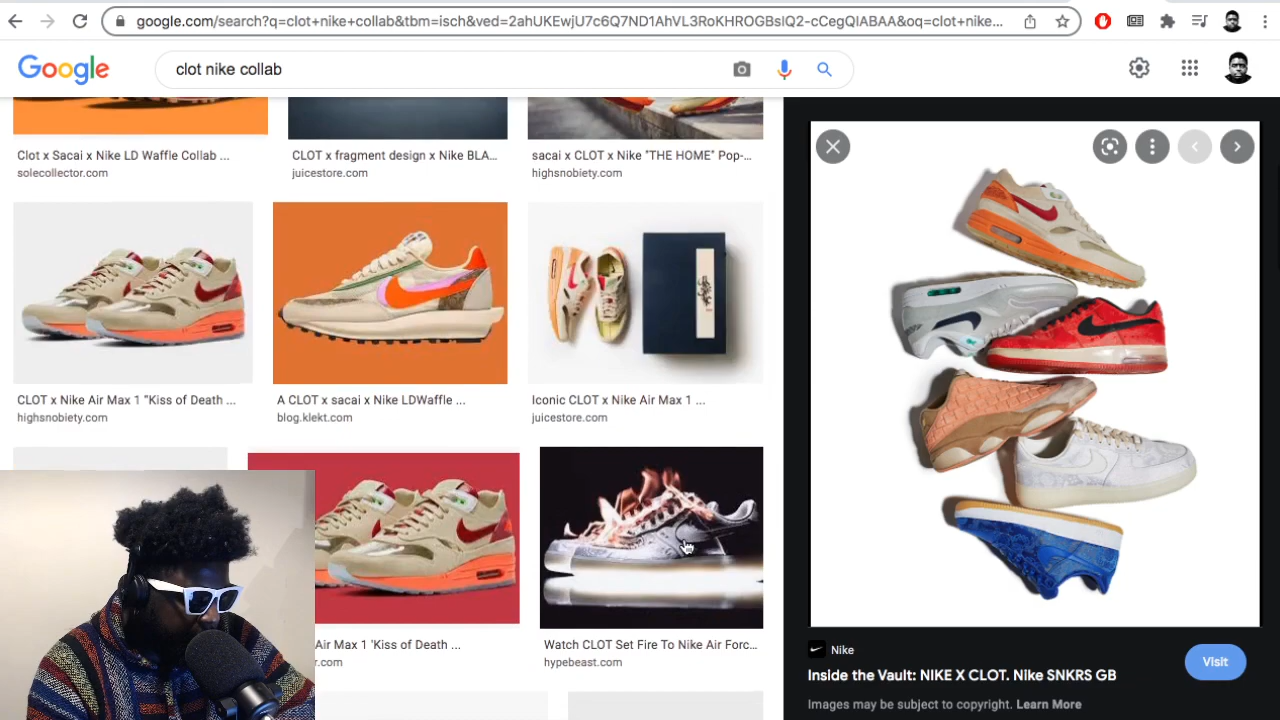 google.com/search?q=clot+nike+collab&tbm=isch&ved=2ahUKEwjU7c6Q7ND1AhVL3RoKHROGBsIQ2-cCegQIABAA&oq=clot+nike...
Google
clot nike collab
Clot x Sacai x Nike LD Waffle Collab ...
solecollector.com
CLOT x fragment design x Nike BLA...
juicestore.com
sacai x CLOT x Nike "THE HOME" Pop-...
highsnobiety.com
CLOT x Nike Air Max 1 "Kiss of Death ...
highsnobiety.com
A CLOT x sacai x Nike LDWaffle ...
blog.klekt.com
Iconic CLOT x Nike Air Max 1 ...
juicestore.com
Air Max 1 'Kiss of Death ...
r.com
Watch CLOT Set Fire To Nike Air Forc...
hypebeast.com
Nike
Inside the Vault: NIKE X CLOT. Nike SNKRS GB
Visit
Images may be subject to copyright. Learn More